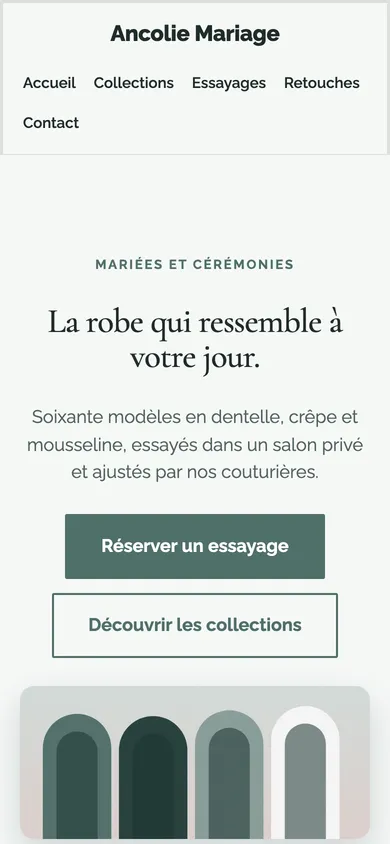 Ancolie Mariage
Accueil Collections Essayages Retouches
Contact
MARIÉES ET CÉRÉMONIES
La robe qui ressemble à
votre jour.
Soixante modèles en dentelle, crêpe et
mousseline, essayés dans un salon privé
et ajustés par nos couturières.
Réserver un essayage
Découvrir les collections